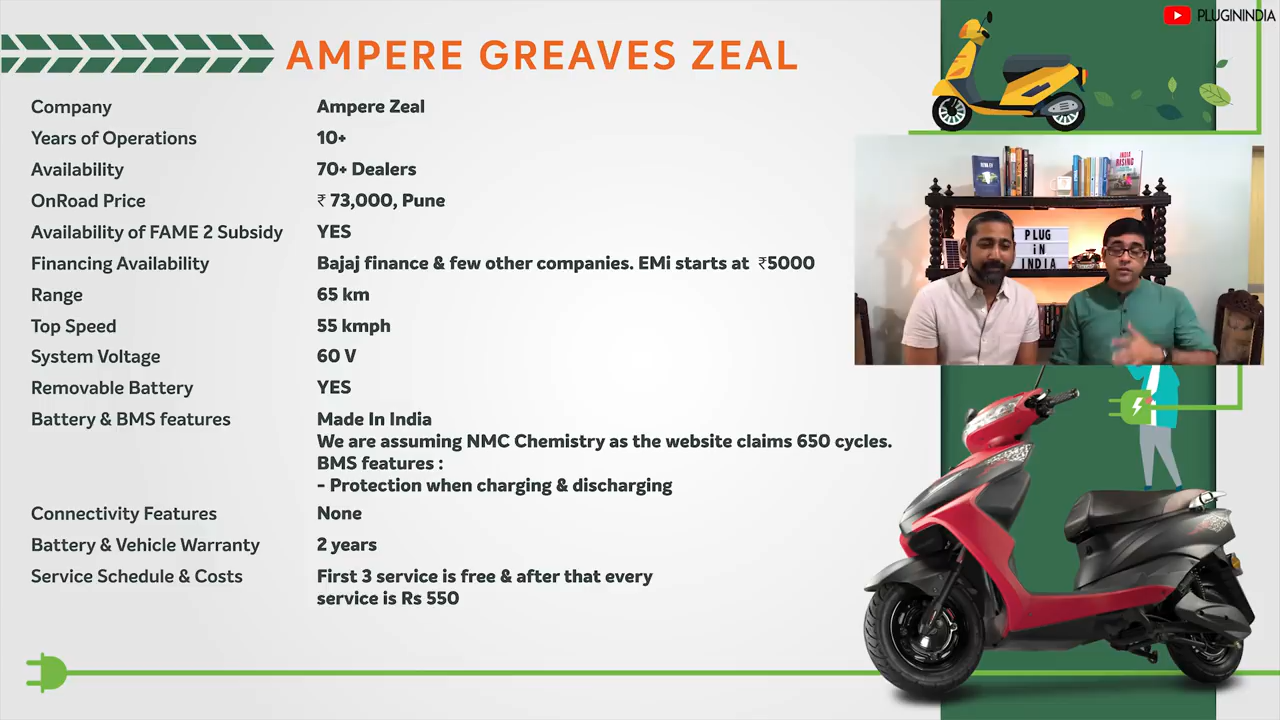 PLUGININDIA
AMPERE GREAVES ZEAL
Company Ampere Zeal
Years of Operations 10+
Availability 70+ Dealers
OnRoad Price ₹ 73,000, Pune
Availability of FAME 2 Subsidy YES
Financing Availability Bajaj finance & few other companies. EMi starts at ₹5000
Range 65 km
Top Speed 55 kmph
System Voltage 60 V
Removable Battery YES
Battery & BMS features Made In India
We are assuming NMC Chemistry as the website claims 650 cycles.
BMS features :
- Protection when charging & discharging
Connectivity Features None
Battery & Vehicle Warranty 2 years
Service Schedule & Costs First 3 service is free & after that every
service is Rs 550
INDIA
RISING
PLUG
iN
INDIA